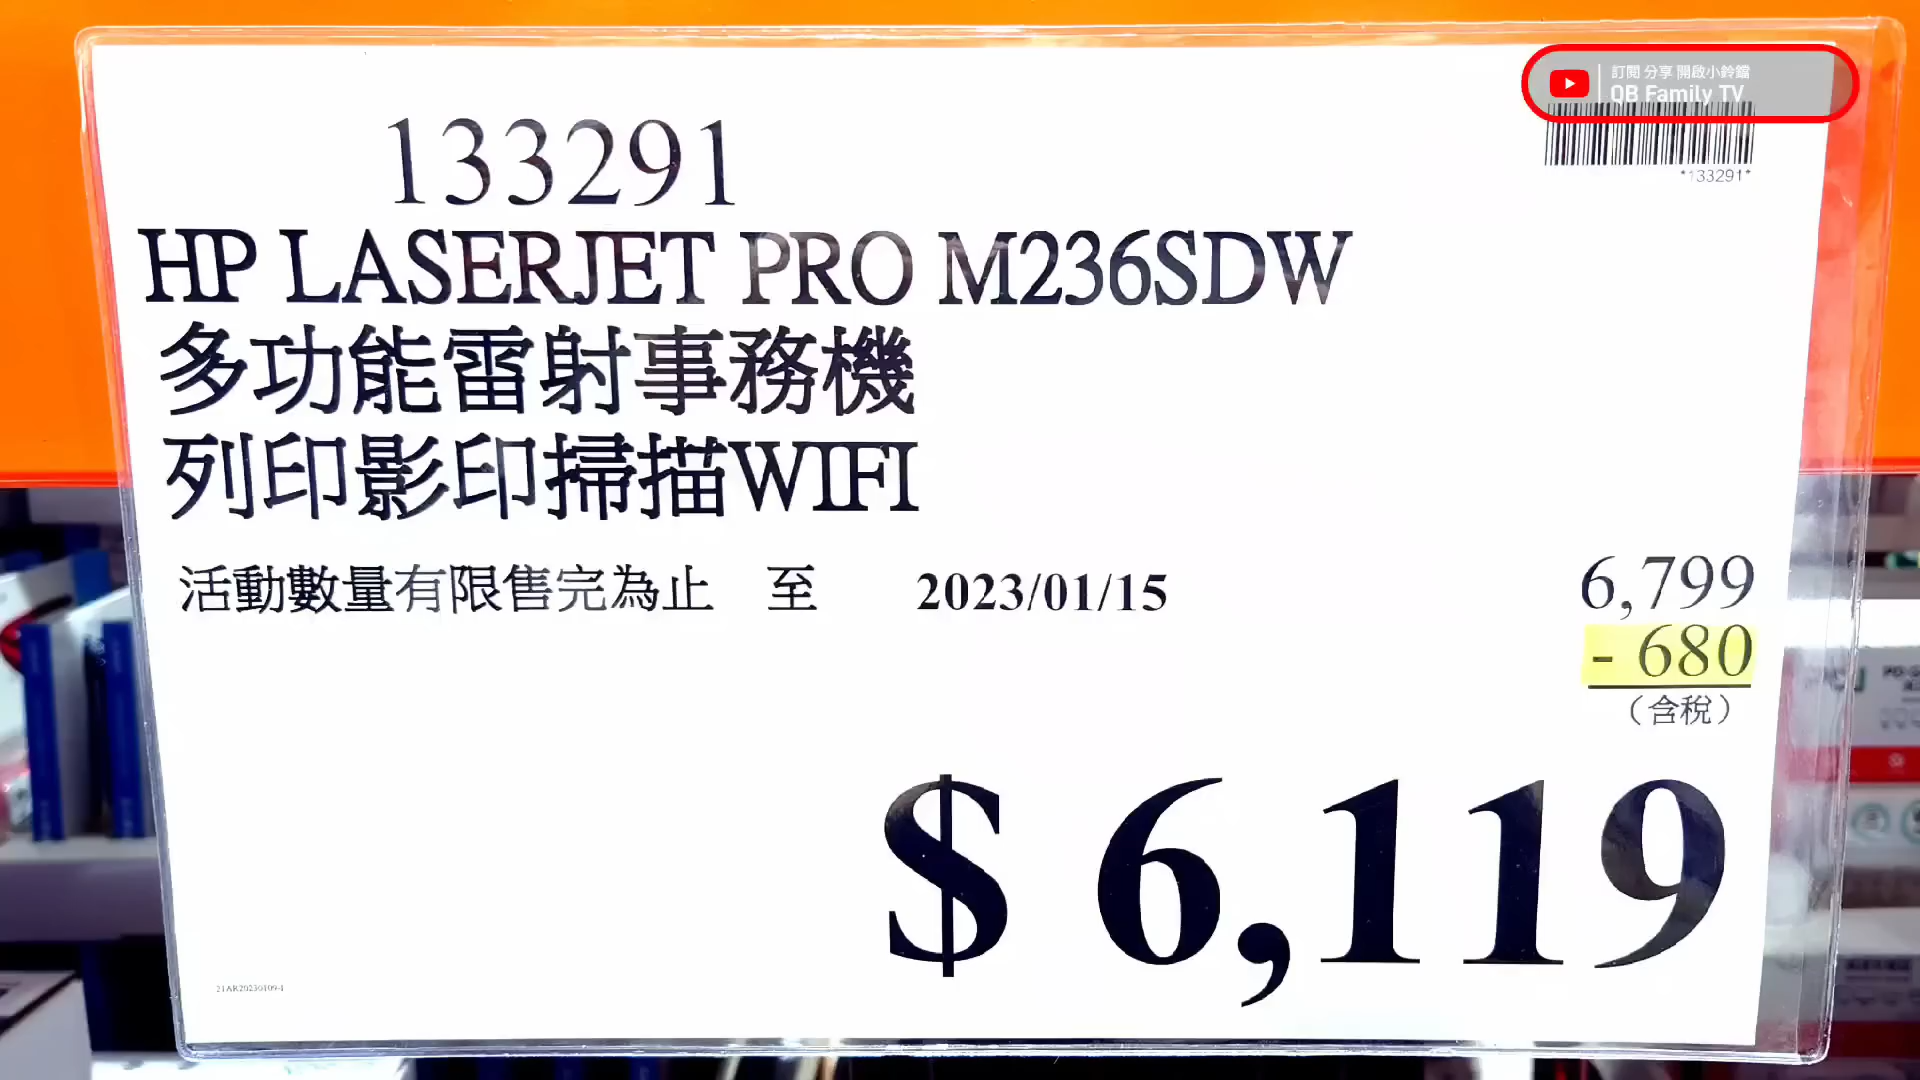 訂閱 分享 開啟小鈴鐺
QB Family TV
*133291*
133291
HP LASERJET PRO M236SDW
多功能雷射事務機
列印影印掃描WIFI
活動數量有限售完為止 至 2023/01/15
6,799
- 680
(含稅)
$ 6,119